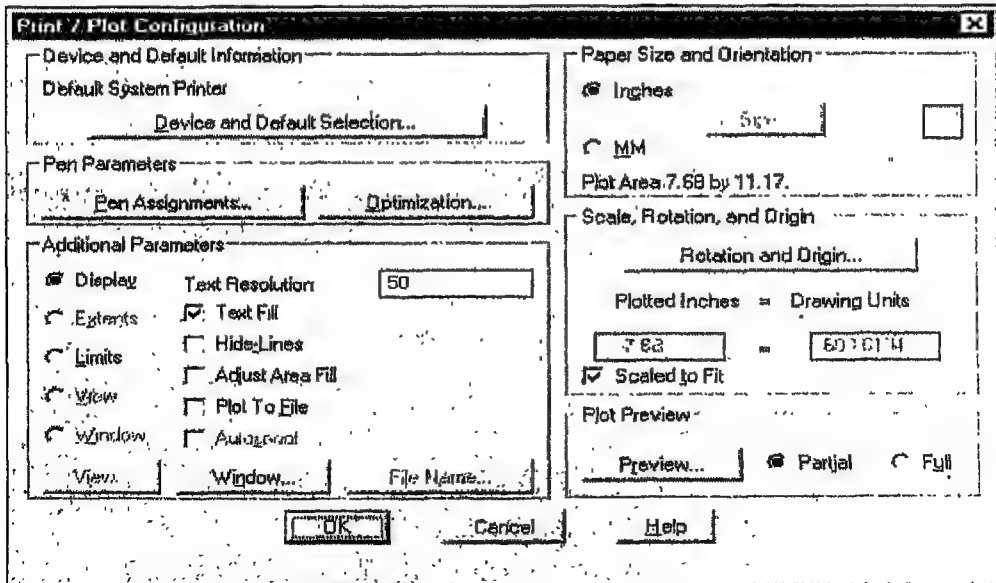 Print / Plot Configuration
Device and Default Information
Default System Printer
Device and Default Selection...
Pen Parameters
Pen Assignments...
Optimization...
Additional Parameters
Display
Extents
Limits
View
Window
Text Resolution
50
Text Fill
Hide Lines
Adjust Area Fill
Plot To File
Autospool
View...
Window...
File Name...
Paper Size and Orientation
Inches
Size...
MM
Plot Area 7.68 by 11.17.
Scale, Rotation, and Origin
Rotation and Origin...
Plotted Inches = Drawing Units
7.68 =
Scaled to Fit
Plot Preview
Preview...
Partial
Full
OK
Cancel
Help